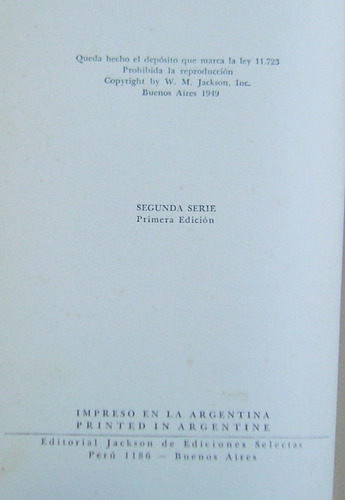 Queda hecho el depósito que marca la ley 11.723
Prohibida la reproducción
Copyright by W. M. Jackson, Inc.
Buenos Aires 1949
SEGUNDA SERIE
Primera Edición
IMPRESO EN LA ARGENTINA
PRINTED IN ARGENTINE
Editorial Jackson de Ediciones Selectas
Perú 1186 — Buenos Aires